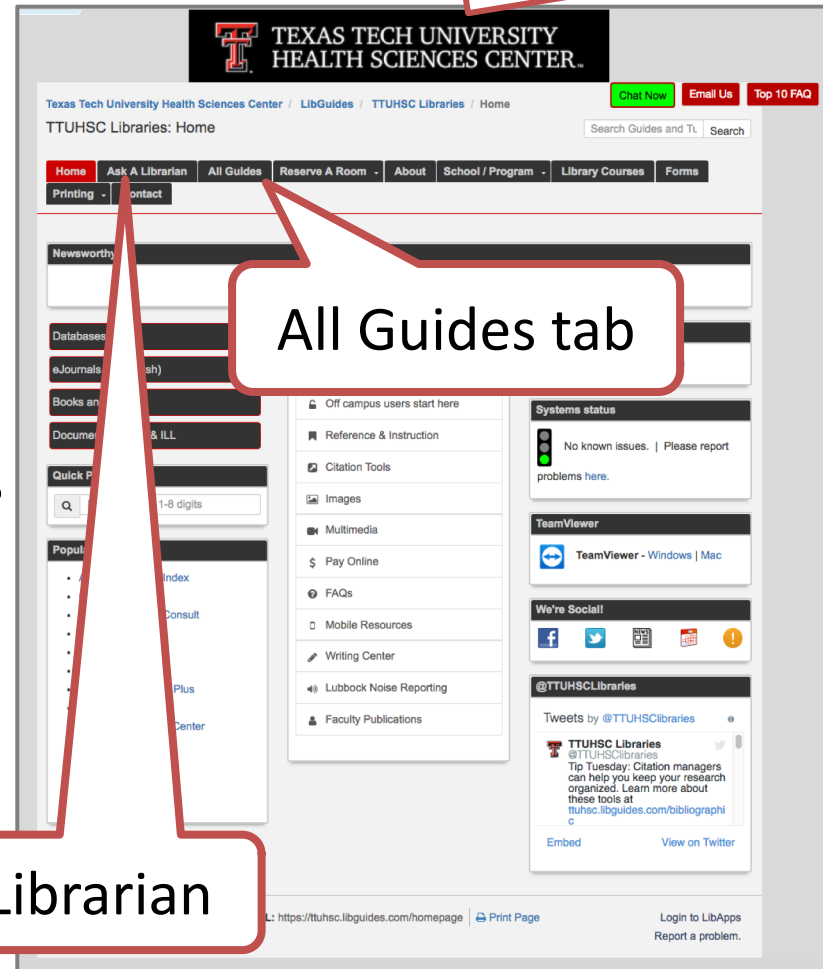 TEXAS TECH UNIVERSITY
HEALTH SCIENCES CENTER™
Texas Tech University Health Sciences Center / LibGuides / TTUHSC Libraries / Home
Chat Now
Email Us
Top 10 FAQ
TTUHSC Libraries: Home
Search Guides and
Search
Home
Ask A Librarian
All Guides
Reserve A Room
About
School / Program
Library Courses
Forms
Printing
Newsworthy
All Guides tab
Databases
eJournals
Books
& ILL
Quick
1-8 digits
Index
Consult
Plus
Center
Off campus users start here
Reference & Instruction
Citation Tools
Images
Multimedia
$ Pay Online
FAQs
Mobile Resources
Writing Center
Lubbock Noise Reporting
Faculty Publications
Systems status
No known issues. | Please report
problems here.
TeamViewer
TeamViewer - Windows | Mac
We're Social!
NEWS
@TTUHSCLibraries
Tweets by @TTUHSClibraries
TTUHSC Libraries
@TTUHSClibraries
Tip Tuesday: Citation managers
can help you keep your research
organized. Learn more about
these tools at
ttuhsc.libguides.com/bibliographi
c
Embed
View on Twitter
Librarian
https://ttuhsc.libguides.com/homepage
Print Page
Login to LibApps
Report a problem.